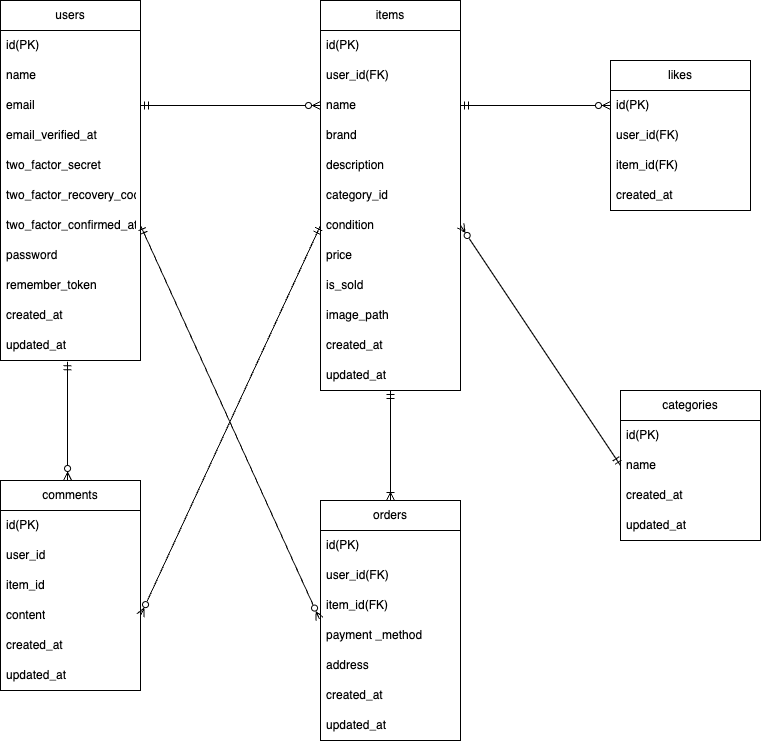 users
id(PK)
name
email
email_verified_at
two_factor_secret
two_factor_recovery_co
two_factor_confirmed_at
password
remember_token
created_at
updated_at
items
id(PK)
user_id(FK)
name
brand
description
category_id
condition
price
is_sold
image_path
created_at
updated_at
likes
id(PK)
user_id(FK)
item_id(FK)
created_at
categories
id(PK)
name
created_at
updated_at
comments
id(PK)
user_id
item_id
content
created_at
updated_at
orders
id(PK)
user_id(FK)
item_id(FK)
payment _method
address
created_at
updated_at